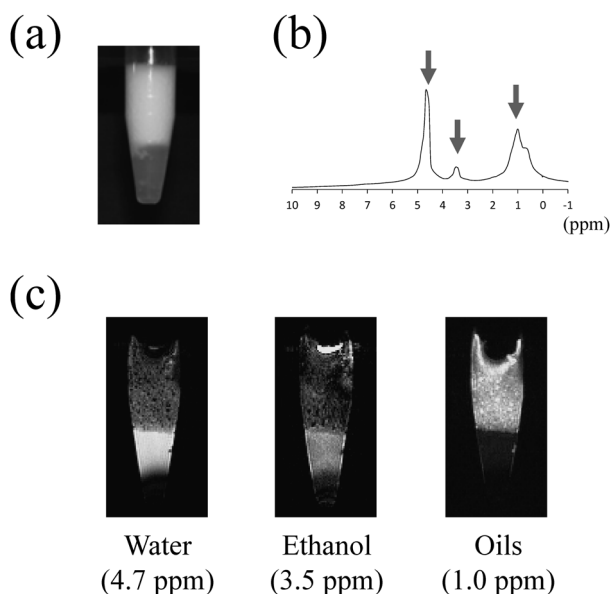 (a)
(b)
10 9 8 7 6 5 4 3 2 1 0 -1
(ppm)
(c)
Water
(4.7 ppm)
Ethanol
(3.5 ppm)
Oils
(1.0 ppm)